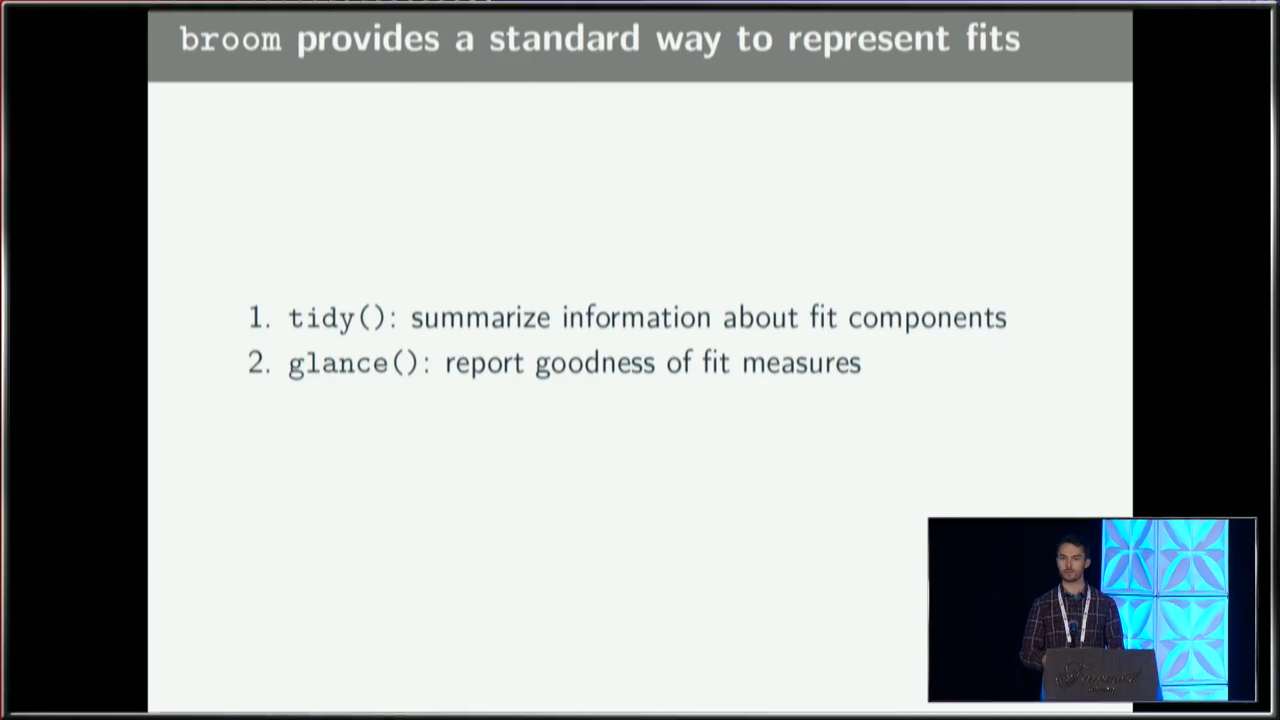 broom provides a standard way to represent fits
1. tidy(): summarize information about fit components
2. glance(): report goodness of fit measures